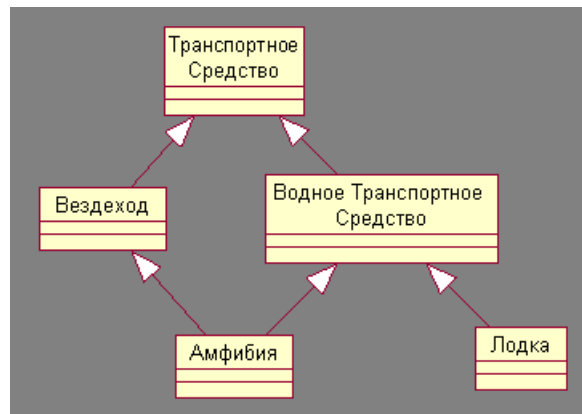 Транспортное
Средство
Вездеход
Водное Транспортное
Средство
Амфибия
Лодка